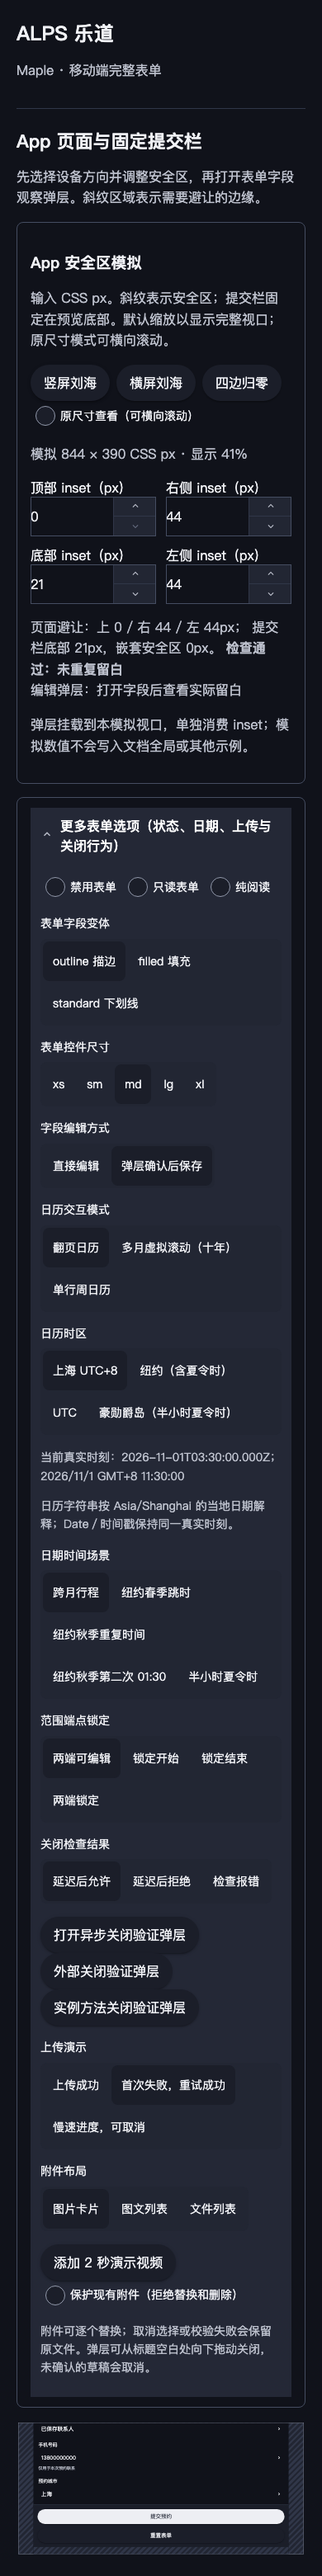 ALPS 乐道
Maple · 移动端完整表单
App 页面与固定提交栏
先选择设备方向并调整安全区，再打开表单字段
观察弹层。斜纹区域表示需要避让的边缘。
App 安全区模拟
输入 CSS px。斜纹表示安全区；提交栏固
定在预览底部。默认缩放以显示完整视口；
原尺寸模式可横向滚动。
竖屏刘海 横屏刘海 四边归零
原尺寸查看（可横向滚动）
模拟 844 × 390 CSS px · 显示 41%
顶部 inset（px） 右侧 inset（px）
0 44
底部 inset（px） 左侧 inset（px）
21 44
页面避让：上 0 / 右 44 / 左 44px； 提交
栏底部 21px，嵌套安全区 0px。 检查通
过：未重复留白
编辑弹层：打开字段后查看实际留白
弹层挂载到本模拟视口，单独消费 inset；模
拟数值不会写入文档全局或其他示例。
更多表单选项（状态、日期、上传与
关闭行为）
禁用表单 只读表单 纯阅读
表单字段变体
outline 描边 filled 填充
standard 下划线
表单控件尺寸
xs sm md lg xl
字段编辑方式
直接编辑 弹层确认后保存
日历交互模式
翻页日历 多月虚拟滚动（十年）
单行周日历
日历时区
上海 UTC+8 纽约（含夏令时）
UTC 豪勋爵岛（半小时夏令时）
当前真实时刻：2026-11-01T03:30:00.000Z；
2026/11/1 GMT+8 11:30:00
日历字符串按 Asia/Shanghai 的当地日期解
释；Date / 时间戳保持同一真实时刻。
日期时间场景
跨月行程 纽约春季跳时
纽约秋季重复时间
纽约秋季第二次 01:30 半小时夏令时
范围端点锁定
两端可编辑 锁定开始 锁定结束
两端锁定
关闭检查结果
延迟后允许 延迟后拒绝 检查报错
打开异步关闭验证弹层
外部关闭验证弹层
实例方法关闭验证弹层
上传演示
上传成功 首次失败，重试成功
慢速进度，可取消
附件布局
图片卡片 图文列表 文件列表
添加 2 秒演示视频
保护现有附件（拒绝替换和删除）
附件可逐个替换；取消选择或校验失败会保留
原文件。弹层可从标题空白处向下拖动关闭，
未确认的草稿会取消。
已保存联系人
手机号码
13800000000
仅用于本次预约联系
预约城市
上海
提交预约
重置表单